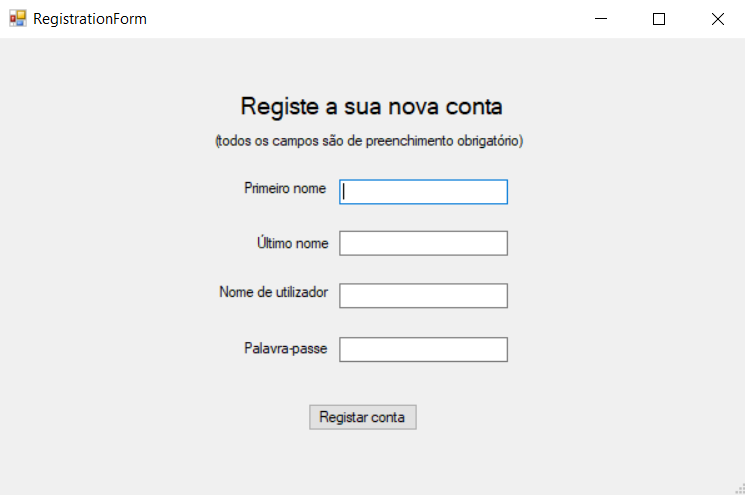 RegistrationForm
Registe a sua nova conta
(todos os campos são de preenchimento obrigatório)
Primeiro nome
Último nome
Nome de utilizador
Palavra-passe
Registar conta